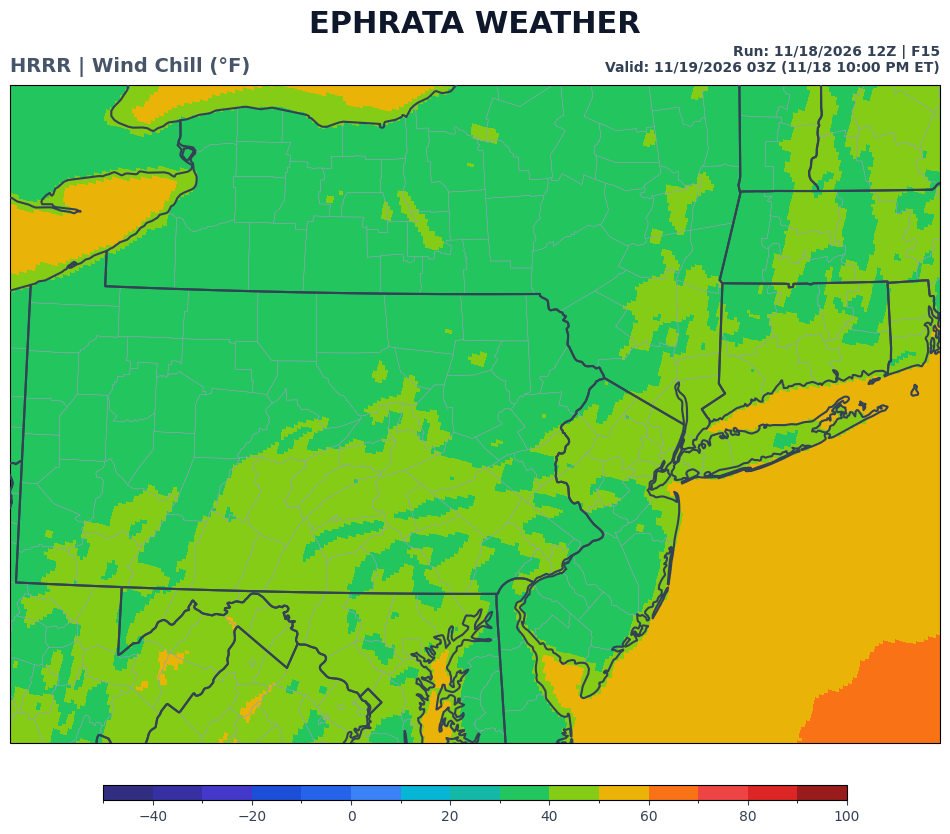 EPHRATA WEATHER
HRRR | Wind Chill (°F)
Run: 11/18/2026 12Z | F15
Valid: 11/19/2026 03Z (11/18 10:00 PM ET)
−40 −20 0 20 40 60 80 100